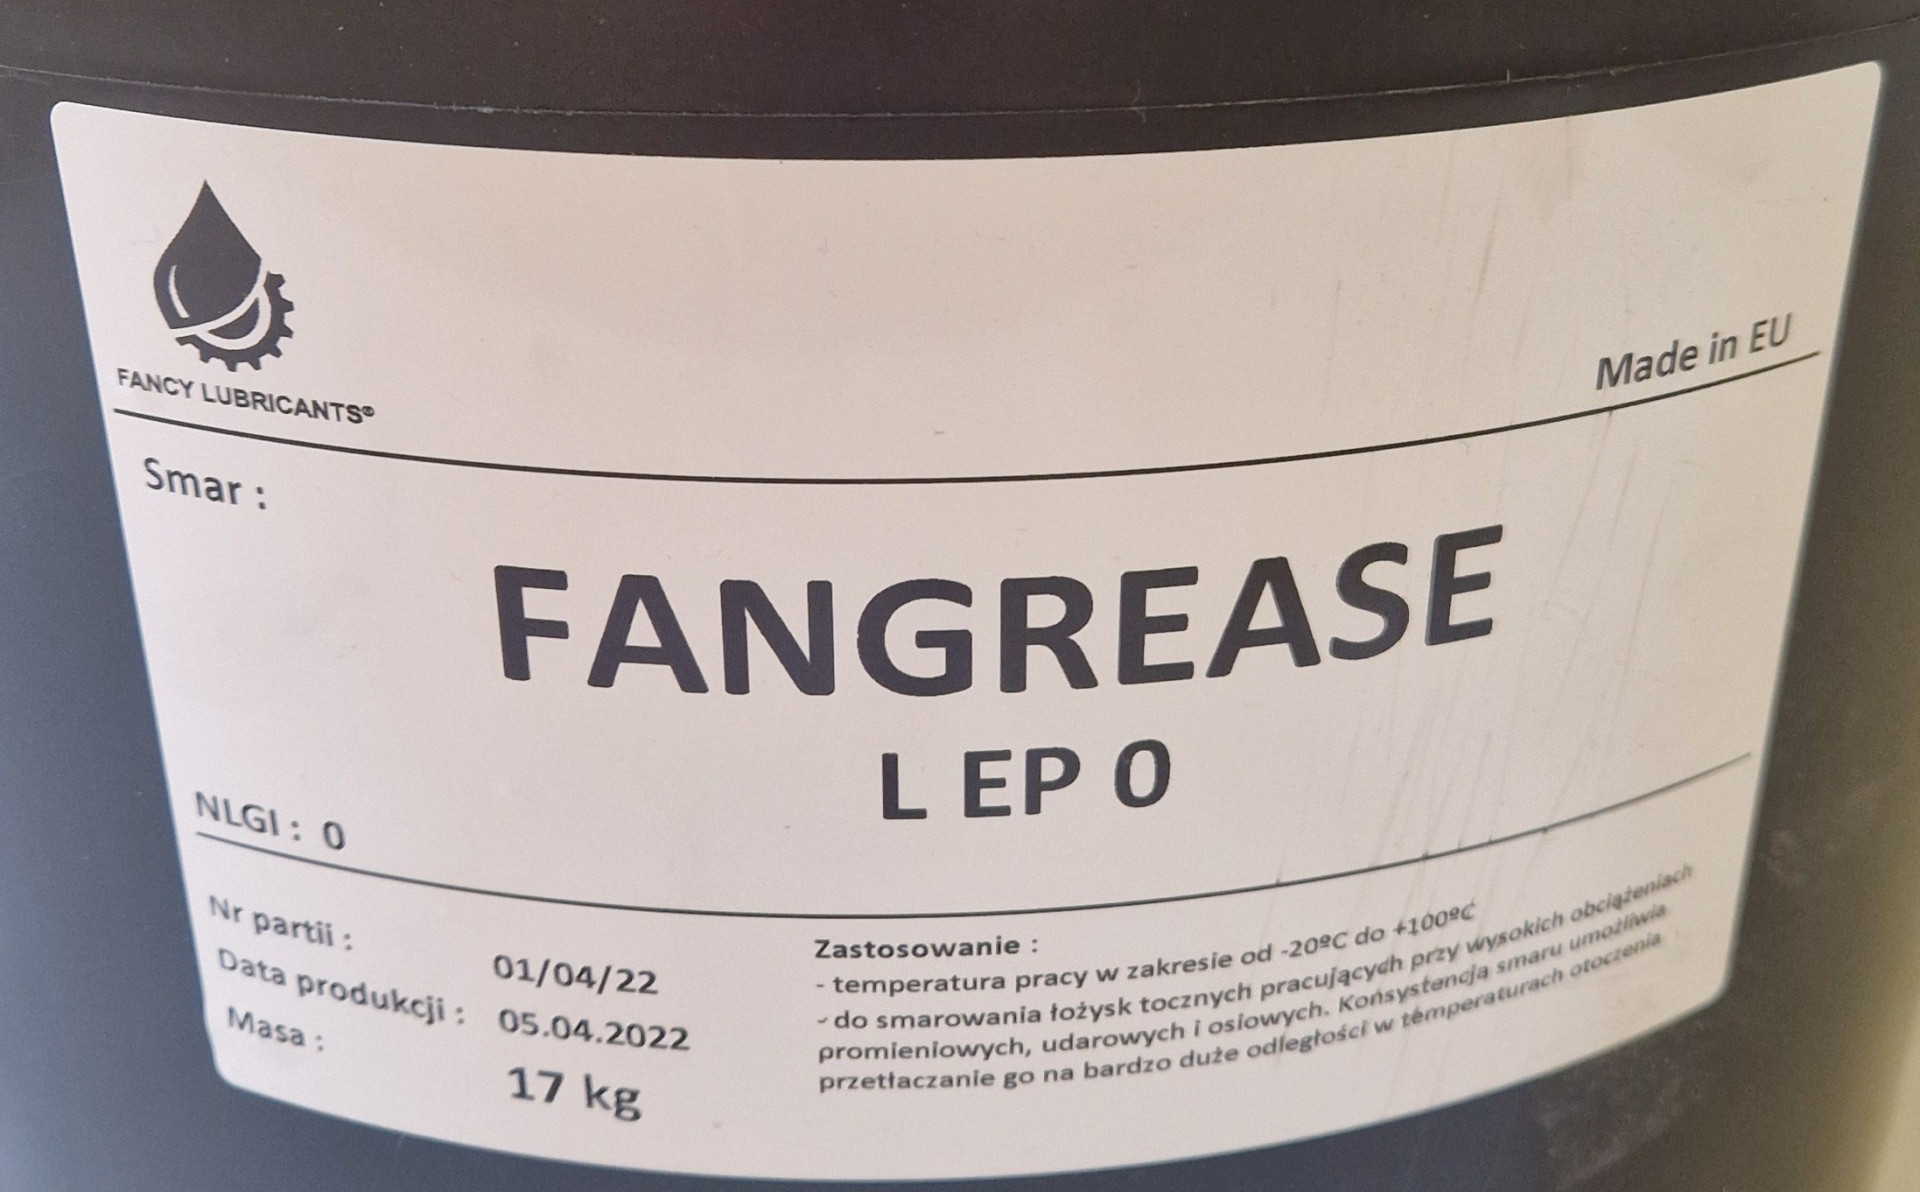 FANCY LUBRICANTS®
Made in EU
Smar :
FANGREASE
L EP 0
NLGI : 0
Nr partii : 01/04/22
Data produkcji : 05.04.2022
Masa : 17 kg
Zastosowanie :
- temperatura pracy w zakresie od -20ºC do +100ºC
- do smarowania łożysk tocznych pracujących przy wysokich obciążeniach
promieniowych, udarowych i osiowych. Konsystencja smaru umożliwia
przetłaczanie go na bardzo duże odległości w temperaturach otoczenia